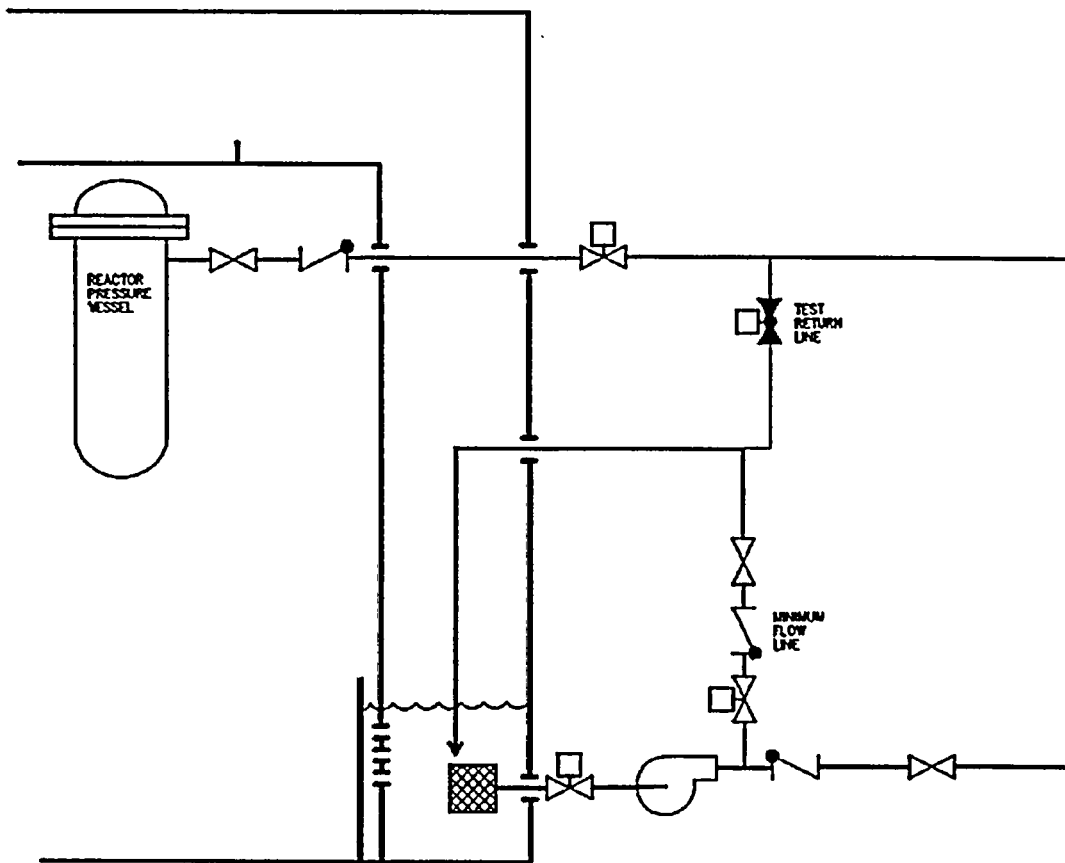 REACTOR
PRESSURE
VESSEL
TEST
RETURN
LINE
MINIMUM
FLOW
LINE